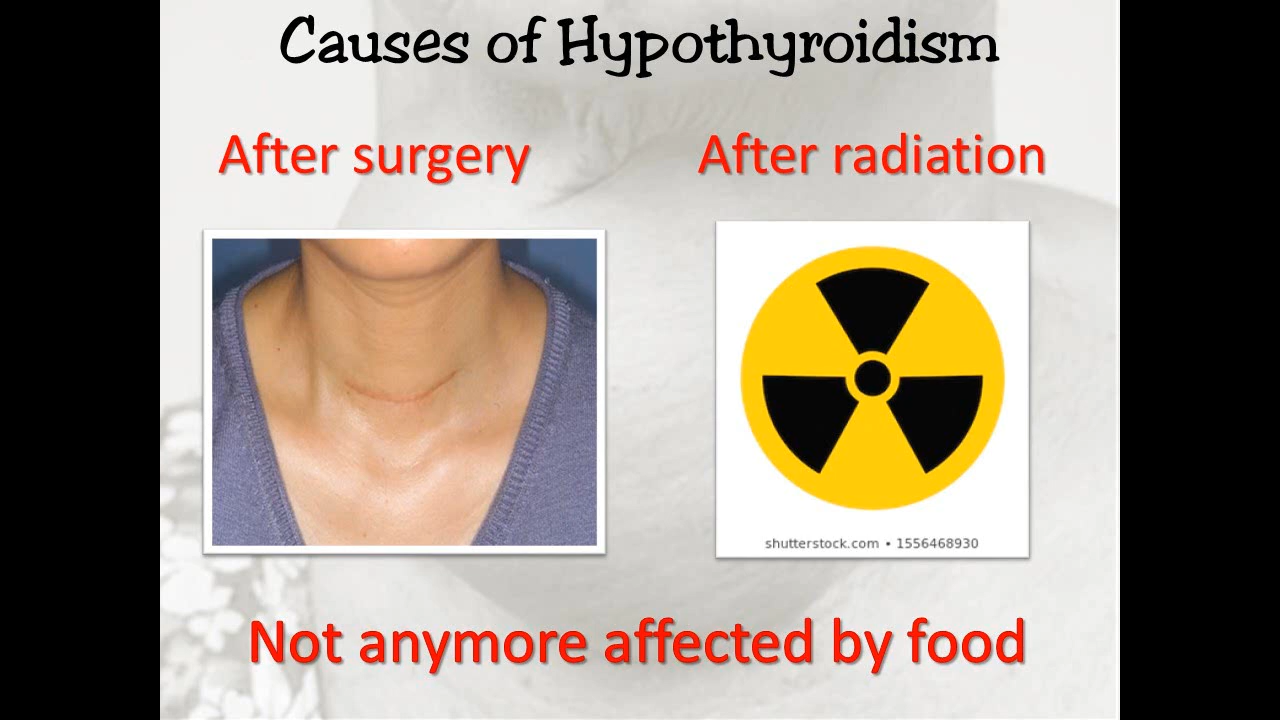 Causes of Hypothyroidism
After surgery
After radiation
shutterstock.com • 1556468930
Not anymore affected by food